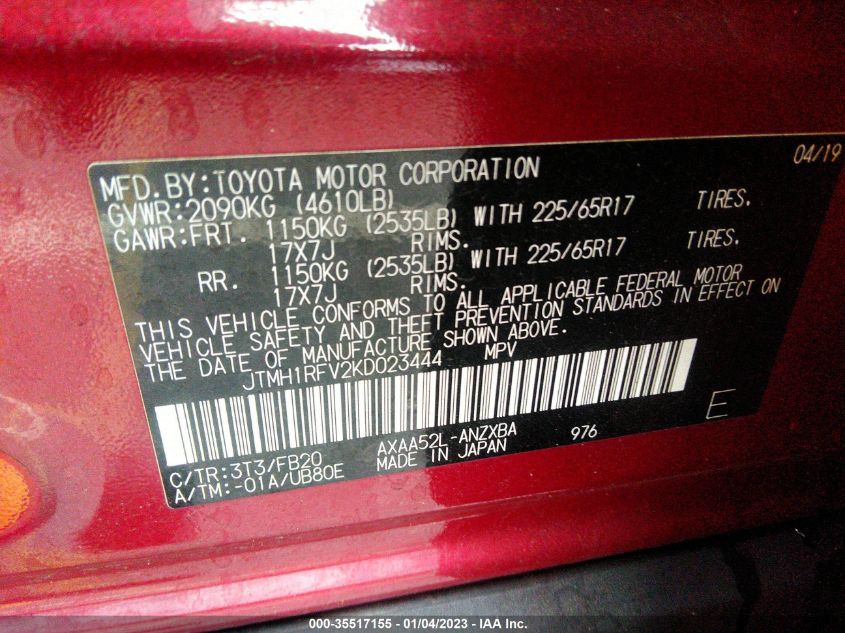 04/19
MFD.BY:TOYOTA MOTOR CORPORATION
GVWR:2090KG (4610LB)
GAWR:FRT. 1150KG (2535LB) WITH 225/65R17 TIRES.
17X7J RIMS.
RR. 1150KG (2535LB) WITH 225/65R17 TIRES.
17X7J RIMS.
THIS VEHICLE CONFORMS TO ALL APPLICABLE FEDERAL MOTOR
VEHICLE SAFETY AND THEFT PREVENTION STANDARDS IN EFFECT ON
THE DATE OF MANUFACTURE SHOWN ABOVE.
JTMH1RFV2KD023444 MPV
E
C/TR:3T3/FB20 AXAA52L-ANZXBA 976
A/TM:-01A/UB80E MADE IN JAPAN
000-35517155 - 01/04/2023 - IAA Inc.